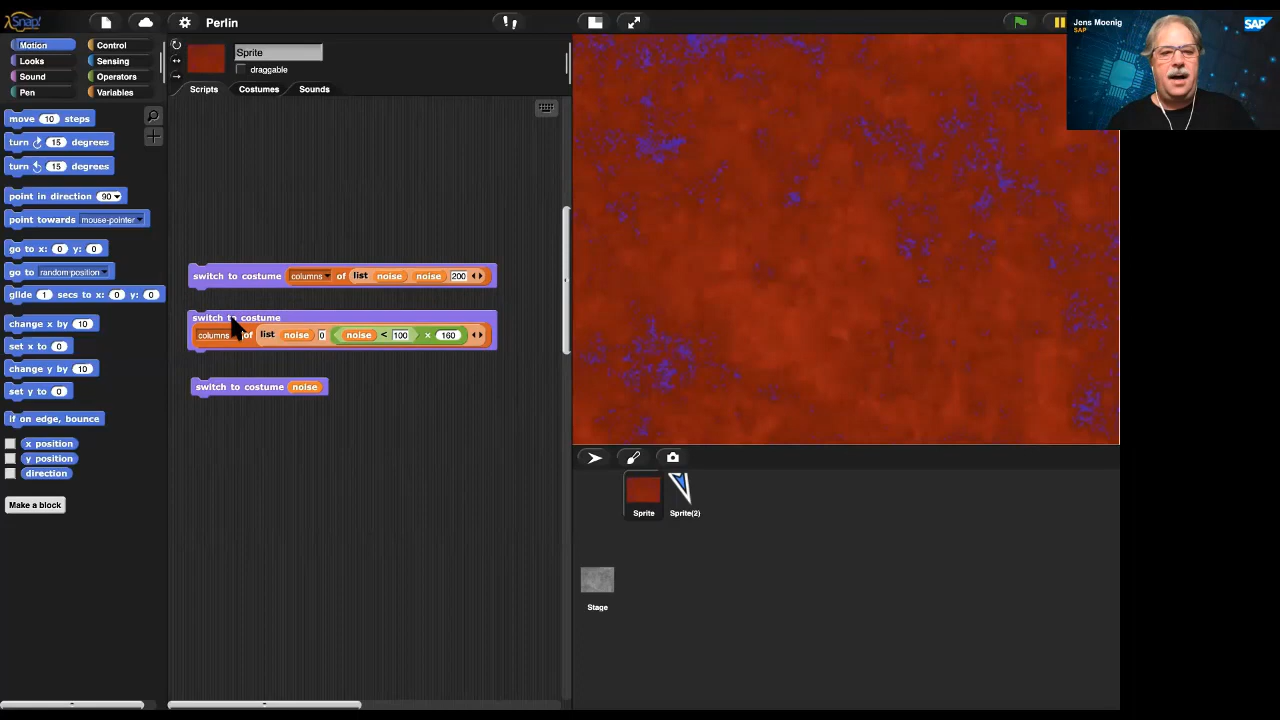 Snap!
Perlin
Jens Moenig
SAP
SAP
Motion
Control
Looks
Sensing
Sound
Operators
Pen
Variables
Sprite
draggable
Scripts
Costumes
Sounds
move 10 steps
turn 15 degrees
turn 15 degrees
point in direction 90
point towards mouse-pointer
go to x: 0 y: 0
go to random position
glide 1 secs to x: 0 y: 0
change x by 10
set x to 0
change y by 10
set y to 0
if on edge, bounce
x position
y position
direction
Make a block
switch to costume columns of list noise noise 200
switch to costume
columns of list noise 0 noise < 100 × 160
switch to costume noise
Sprite
Sprite(2)
Stage